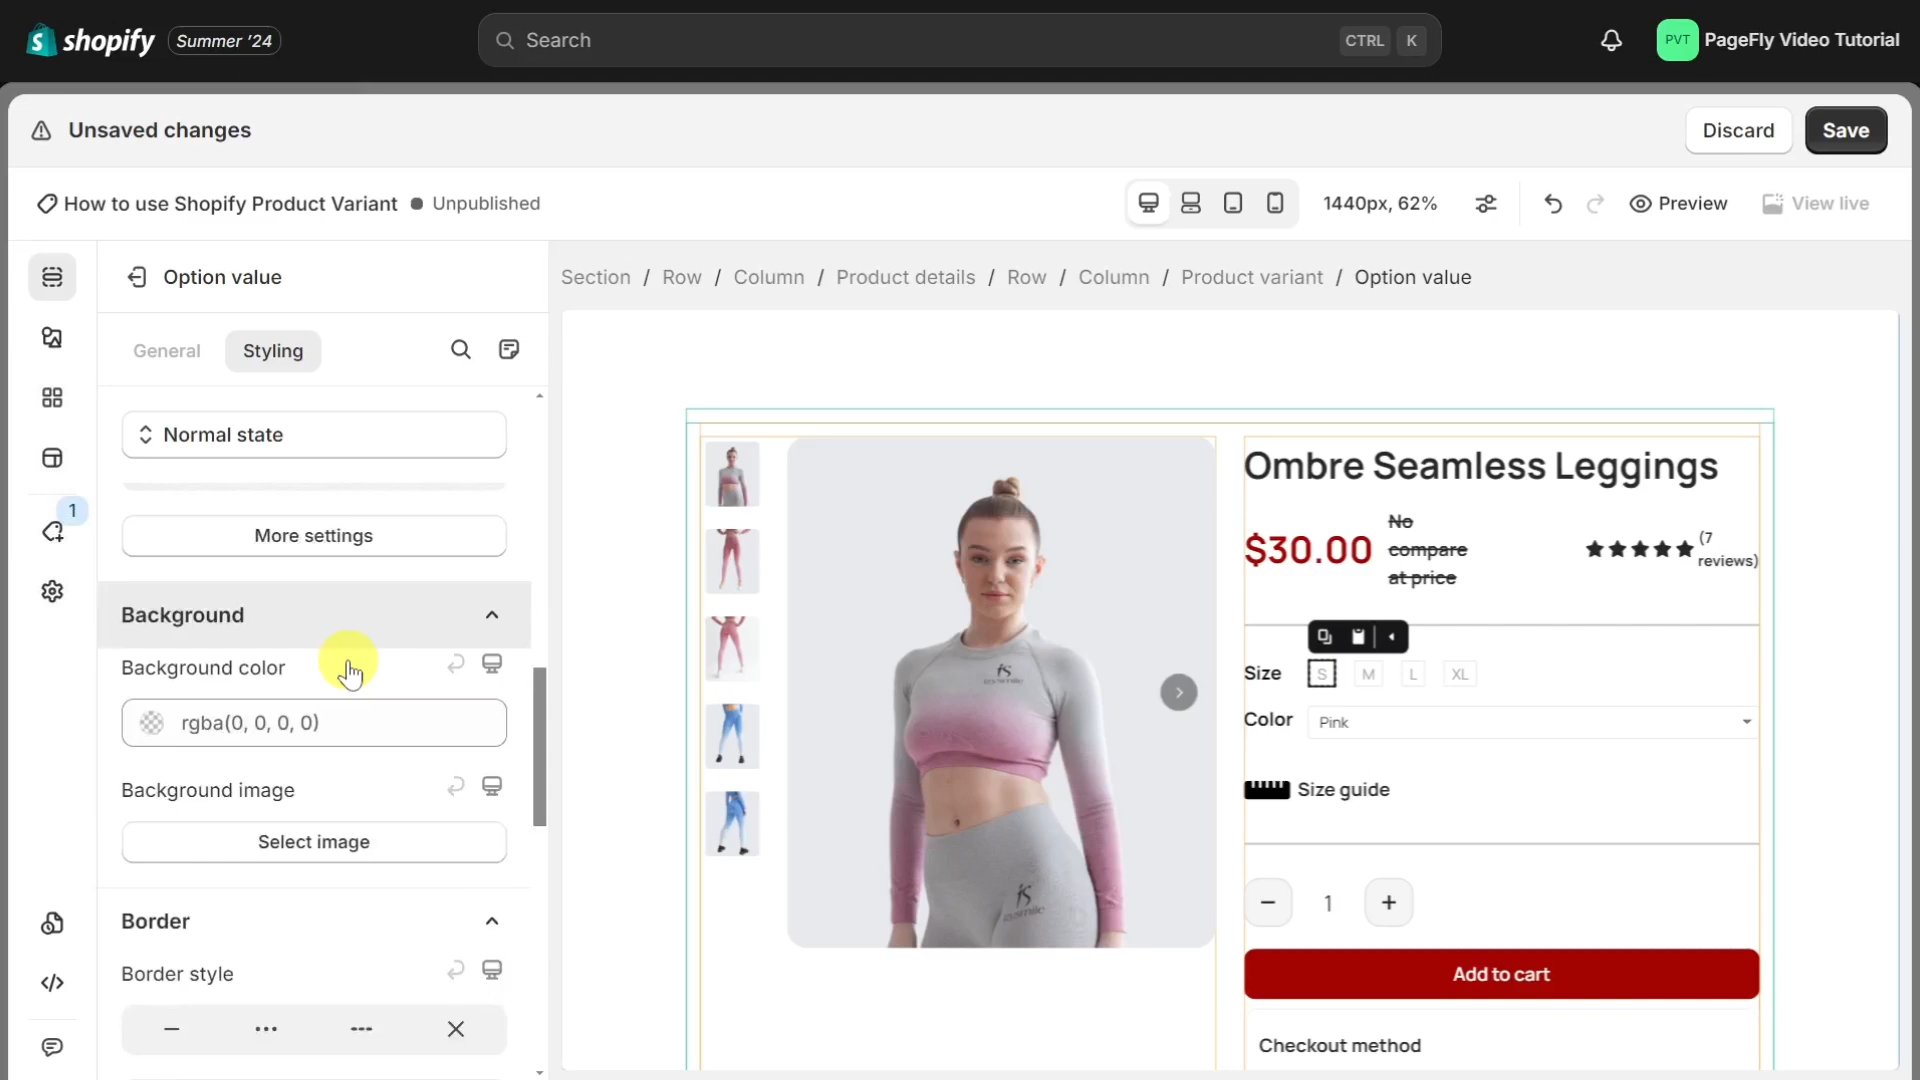 shopify Summer ’24
Search CTRL K
PVT PageFly Video Tutorial
Unsaved changes
Discard Save
How to use Shopify Product Variant Unpublished
1440px, 62%
Preview View live
Option value
Section / Row / Column / Product details / Row / Column / Product variant / Option value
General Styling
Normal state
1
More settings
Background
Background color
rgba(0, 0, 0, 0)
Background image
Select image
Border
Border style
Ombre Seamless Leggings
$30.00
No
compare
at price
(7
reviews)
Size S M L XL
Color Pink
Size guide
− 1 +
Add to cart
Checkout method